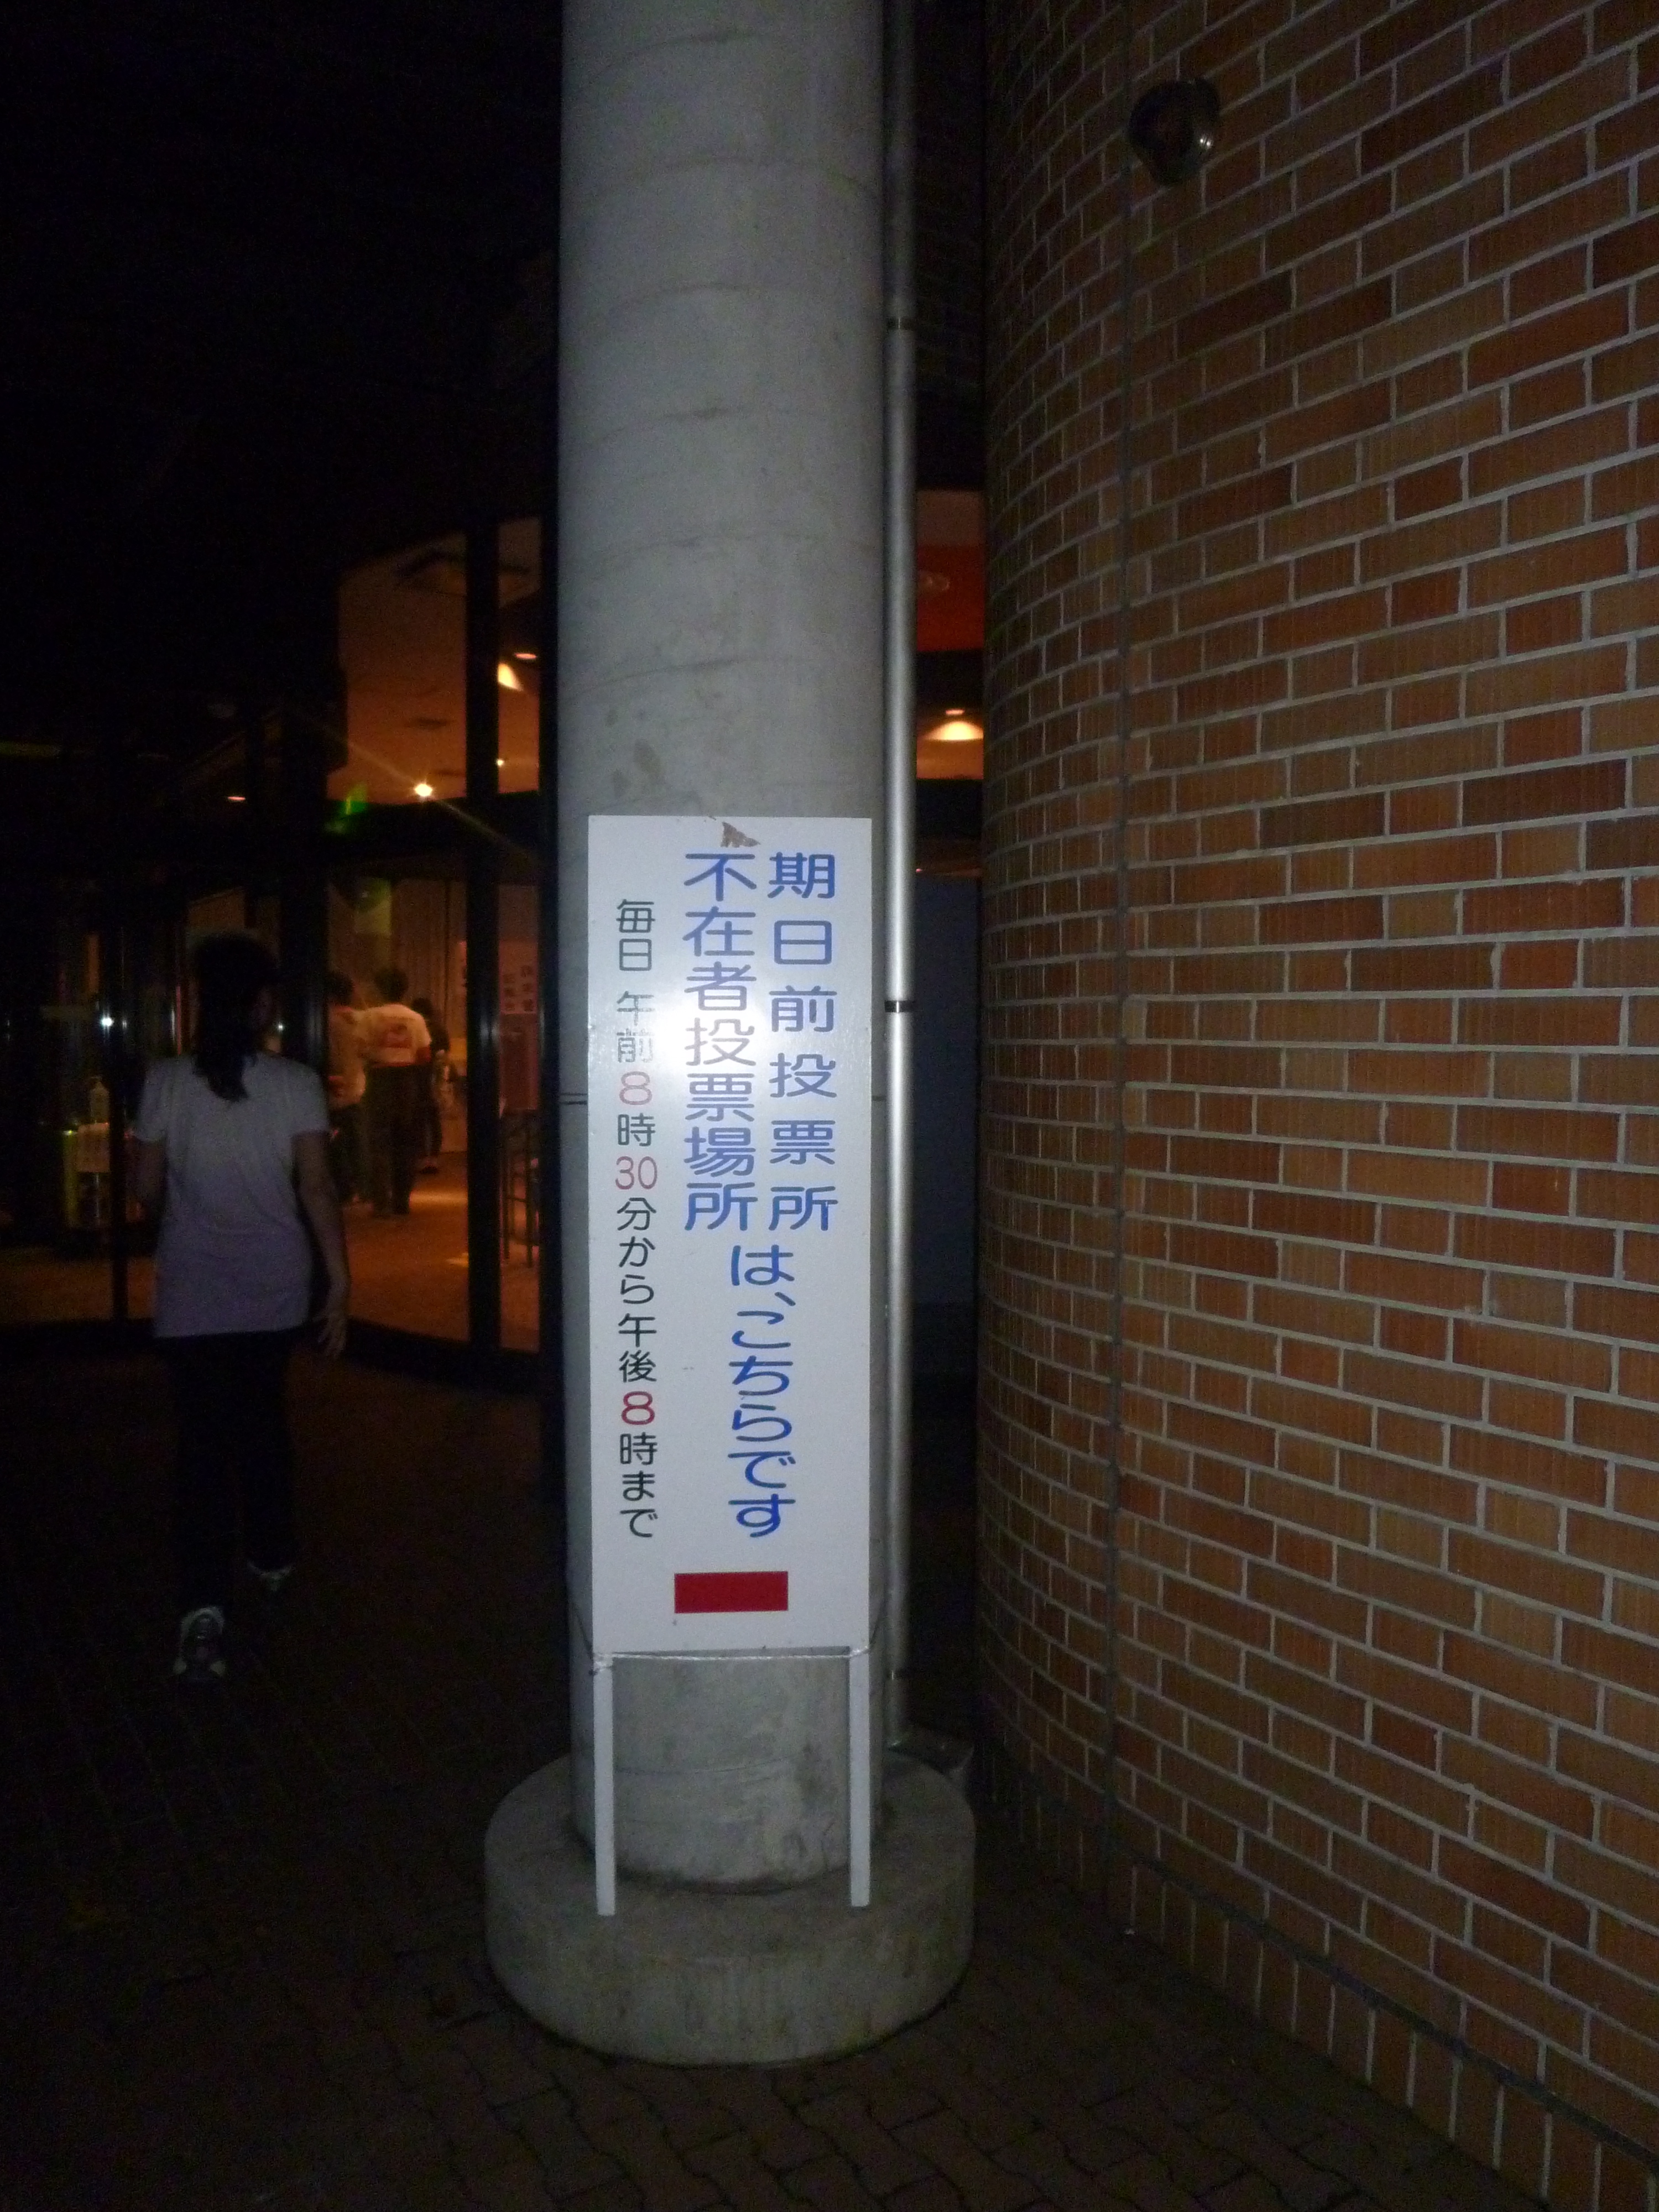 期日前投票所
不在者投票場所
は、こちらです
毎日 午前8時30分から午後8時まで